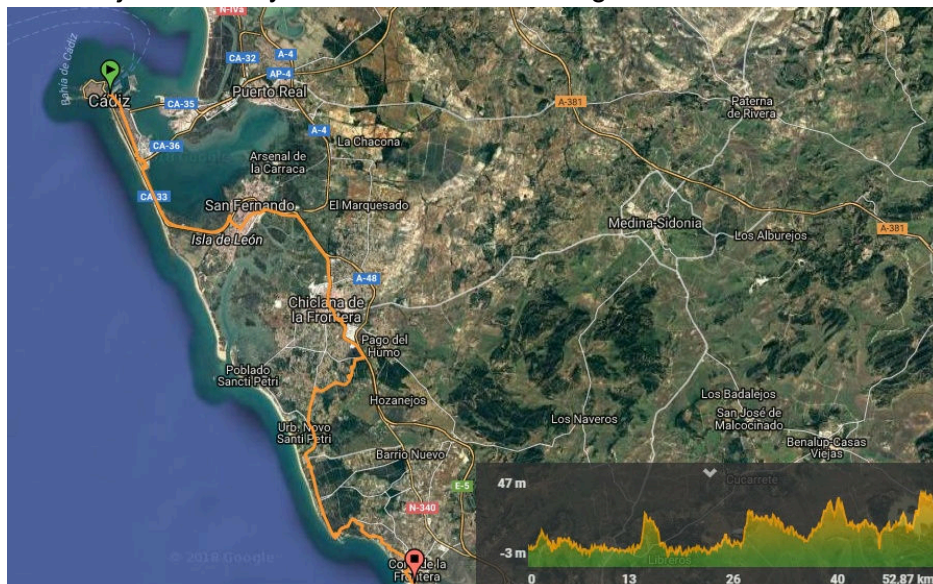 N-IVa
A-4
CA-32
AP-4
Puerto Real
Bahía de Cádiz
Cádiz
CA-35
A-4
A-381
Paterna
de Rivera
La Chacona
CA-36
Arsenal de
la Carraca
CA-33
San Fernando
El Marquesado
Isla de León
Medina-Sidonia
Los Alburejos
A-381
A-48
Chiclana de
la Frontera
Pago del
Humo
Poblado
Sancti Petri
Hozanejos
Los Badalejos
San José de
Malcocinado
Los Naveros
Urb. Novo
Santi Petri
Benalup-Casas
Viejas
Barrio Nuevo
E-5
N-340
47 m
Cucarrete
-3 m
Libreros
© 2018 Google
0 13 26 40 52,87 km